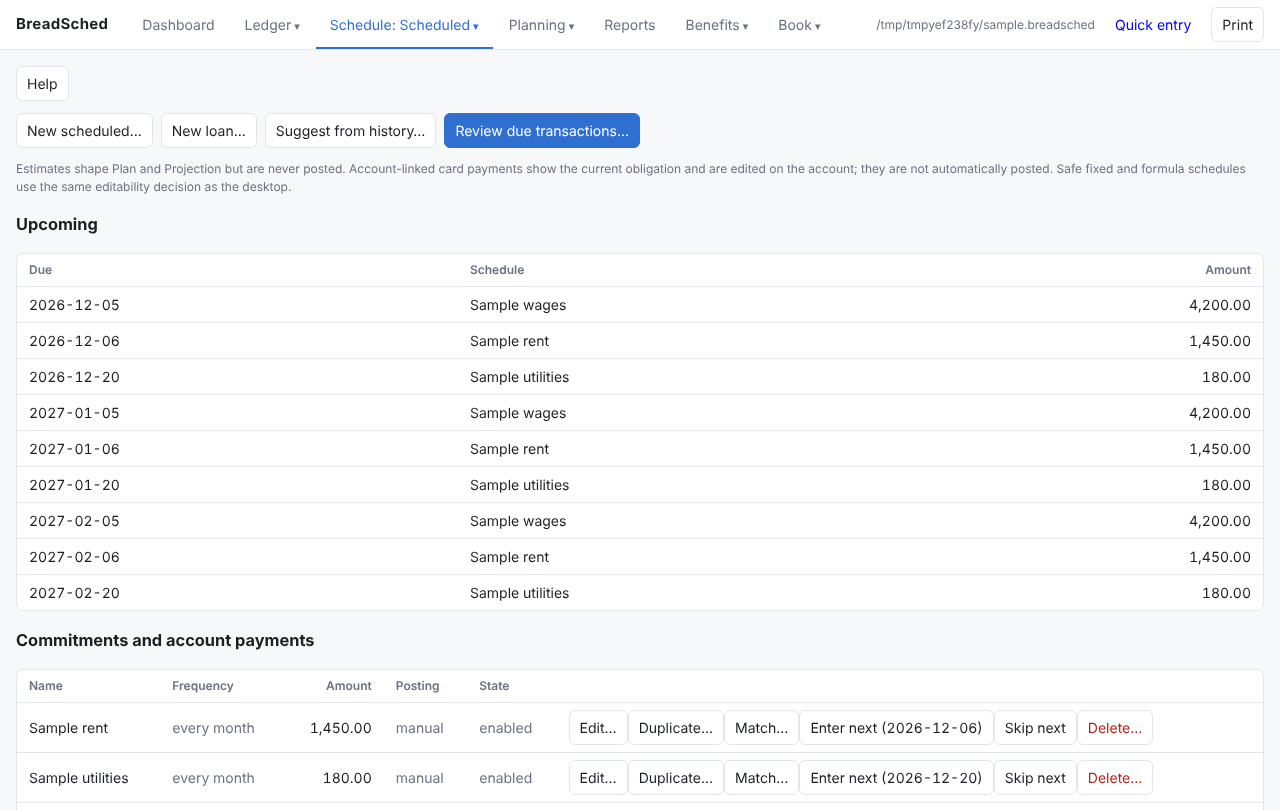 BreadSched Dashboard Ledger ▾ Schedule: Scheduled ▾ Planning ▾ Reports Benefits ▾ Book ▾ /tmp/tmpyef238fy/sample.breadsched Quick entry Print
Help
New scheduled... New loan... Suggest from history... Review due transactions...
Estimates shape Plan and Projection but are never posted. Account-linked card payments show the current obligation and are edited on the account; they are not automatically posted. Safe fixed and formula schedules
use the same editability decision as the desktop.
Upcoming
Due Schedule Amount
2026-12-05 Sample wages 4,200.00
2026-12-06 Sample rent 1,450.00
2026-12-20 Sample utilities 180.00
2027-01-05 Sample wages 4,200.00
2027-01-06 Sample rent 1,450.00
2027-01-20 Sample utilities 180.00
2027-02-05 Sample wages 4,200.00
2027-02-06 Sample rent 1,450.00
2027-02-20 Sample utilities 180.00
Commitments and account payments
Name Frequency Amount Posting State
Sample rent every month 1,450.00 manual enabled Edit... Duplicate... Match... Enter next (2026-12-06) Skip next Delete...
Sample utilities every month 180.00 manual enabled Edit... Duplicate... Match... Enter next (2026-12-20) Skip next Delete...